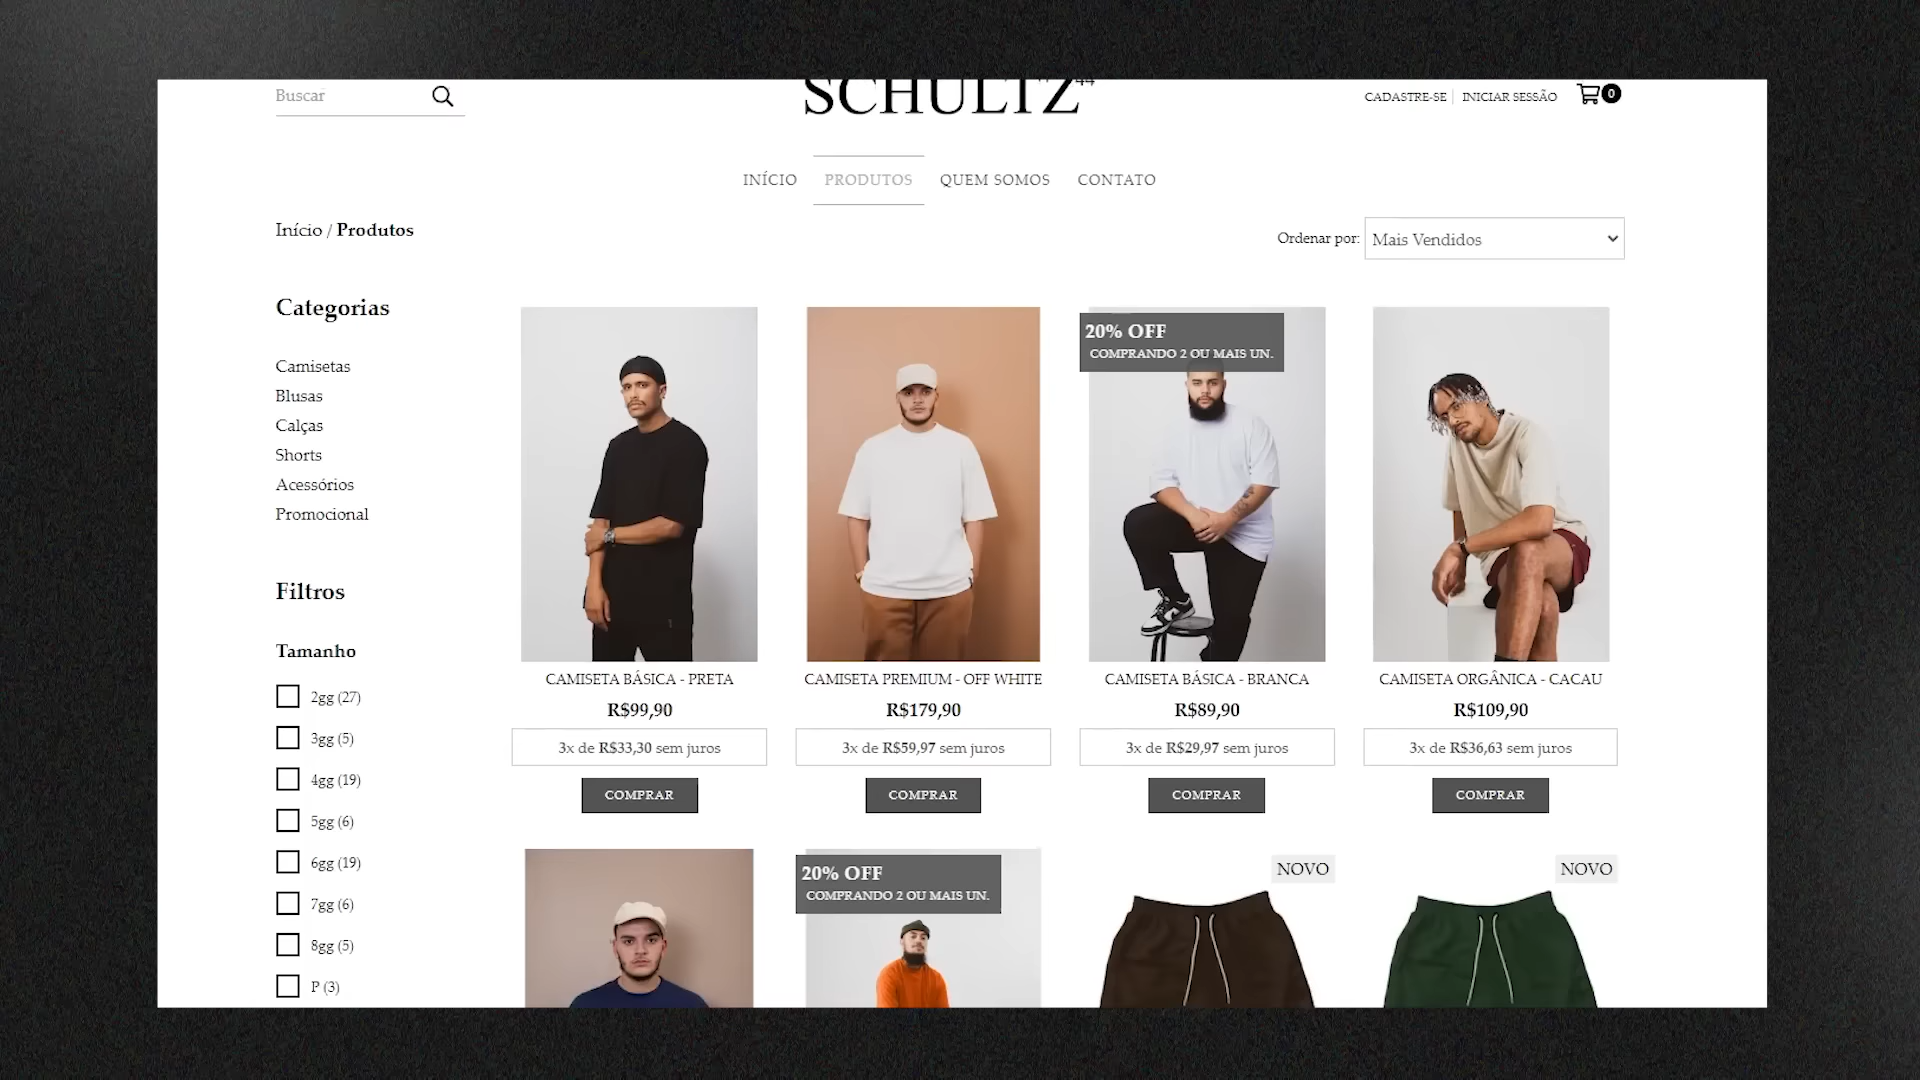 Buscar
SCHULTZ44
CADASTRE-SE
INICIAR SESSÃO
0
INÍCIO
PRODUTOS
QUEM SOMOS
CONTATO
Início / Produtos
Ordenar por:
Mais Vendidos
Categorias
Camisetas
Blusas
Calças
Shorts
Acessórios
Promocional
Filtros
Tamanho
2gg (27)
3gg (5)
4gg (19)
5gg (6)
6gg (19)
7gg (6)
8gg (5)
P (3)
CAMISETA BÁSICA - PRETA
R$99,90
3x de R$33,30 sem juros
COMPRAR
CAMISETA PREMIUM - OFF WHITE
R$179,90
3x de R$59,97 sem juros
COMPRAR
20% OFF
COMPRANDO 2 OU MAIS UN.
CAMISETA BÁSICA - BRANCA
R$89,90
3x de R$29,97 sem juros
COMPRAR
CAMISETA ORGÂNICA - CACAU
R$109,90
3x de R$36,63 sem juros
COMPRAR
20% OFF
COMPRANDO 2 OU MAIS UN.
NOVO
NOVO